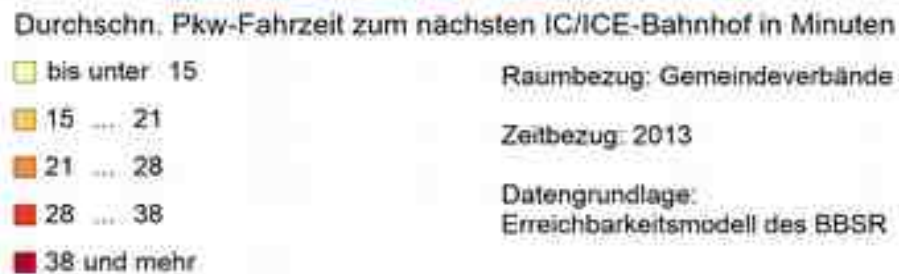 Durchschn. Pkw-Fahrzeit zum nächsten IC/ICE-Bahnhof in Minuten
bis unter 15
15 ... 21
21 ... 28
28 ... 38
38 und mehr
Raumbezug: Gemeindeverbände
Zeitbezug: 2013
Datengrundlage:
Erreichbarkeitsmodell des BBSR